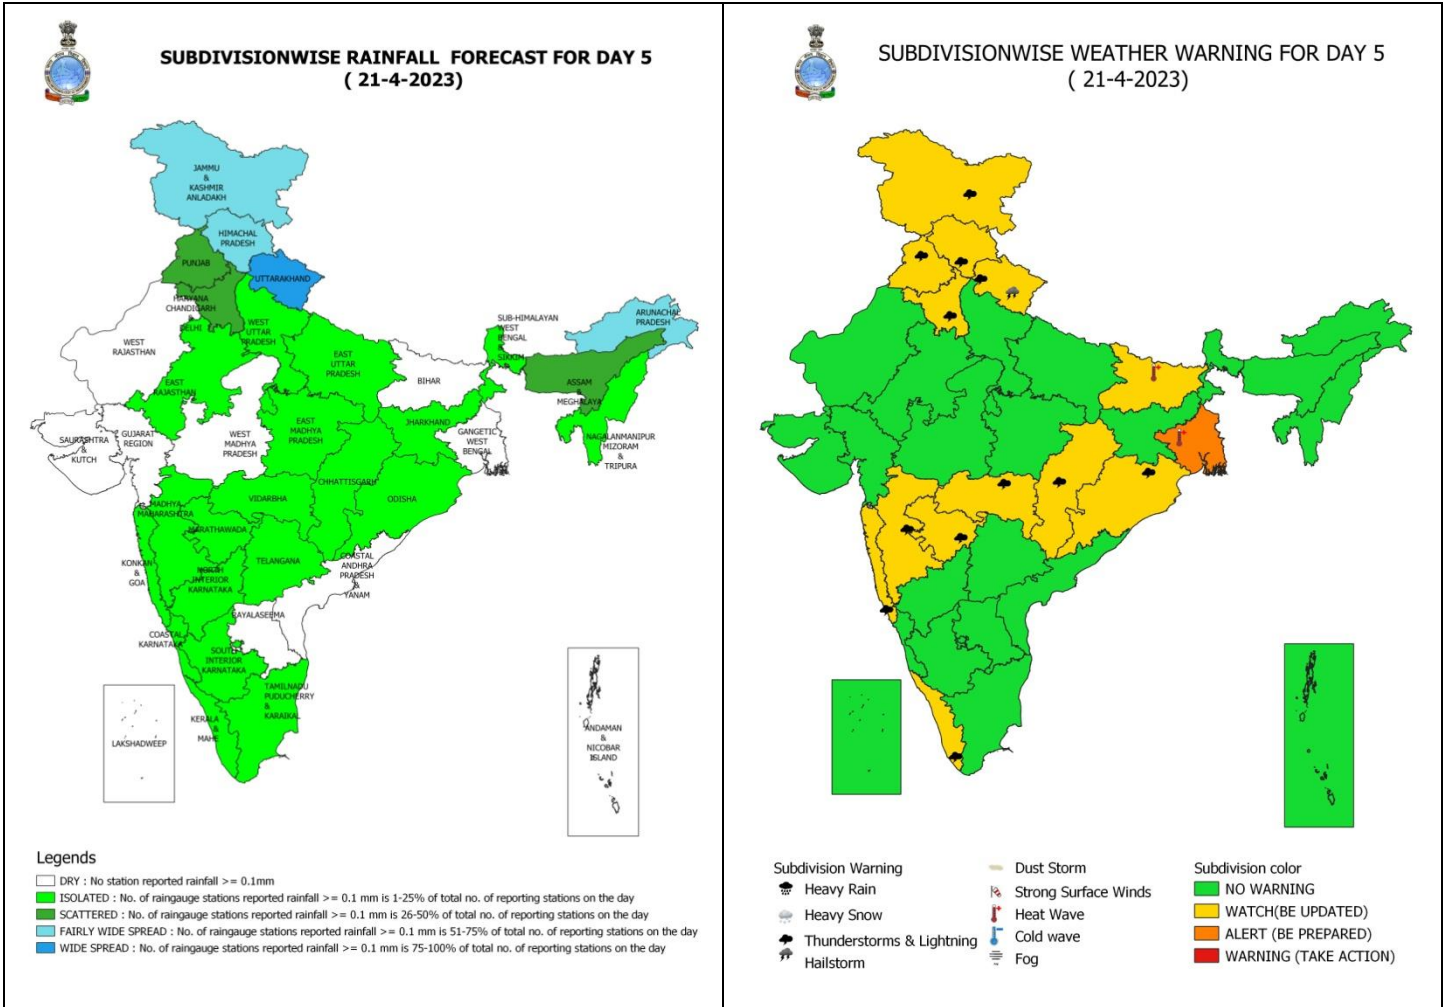 SUBDIVISIONWISE RAINFALL FORECAST FOR DAY 5
( 21-4-2023)
JAMMU
&
KASHMIR
ANLADAKH
HIMACHAL
PRADESH
PUNJAB
UTTARAKHAND
HARYANA
CHANDIGARH
&
DELHI
WEST
RAJASTHAN
WEST
UTTAR
PRADESH
EAST
UTTAR
PRADESH
SUB-HIMALAYAN
WEST
BENGAL
&
SIKKIM
ARUNACHAL
PRADESH
EAST
RAJASTHAN
BIHAR
ASSAM
&
MEGHALAYA
SAURASHTRA
&
KUTCH
GUJARAT
REGION
WEST
MADHYA
PRADESH
EAST
MADHYA
PRADESH
JHARKHAND
GANGETIC
WEST
BENGAL
NAGALANMANIPUR
MIZORAM
&
TRIPURA
CHHATTISGARH
ODISHA
VIDARBHA
MADHYA
MAHARASHTRA
MARATHAWADA
TELANGANA
KONKAN
&
GOA
NORTH
INTERIOR
KARNATAKA
COASTAL
ANDHRA
PRADESH
&
YANAM
RAYALASEEMA
COASTAL
KARNATAKA
SOUTH
INTERIOR
KARNATAKA
TAMILNADU
PUDUCHERRY
&
KARAIKAL
KERALA
&
MAHE
LAKSHADWEEP
ANDAMAN
&
NICOBAR
ISLAND
Legends
DRY : No station reported rainfall >= 0.1mm
ISOLATED : No. of raingauge stations reported rainfall >= 0.1 mm is 1-25% of total no. of reporting stations on the day
SCATTERED : No. of raingauge stations reported rainfall >= 0.1 mm is 26-50% of total no. of reporting stations on the day
FAIRLY WIDE SPREAD : No. of raingauge stations reported rainfall >= 0.1 mm is 51-75% of total no. of reporting stations on the day
WIDE SPREAD : No. of raingauge stations reported rainfall >= 0.1 mm is 75-100% of total no. of reporting stations on the day
SUBDIVISIONWISE WEATHER WARNING FOR DAY 5
( 21-4-2023)
Subdivision Warning
Heavy Rain
Heavy Snow
Thunderstorms & Lightning
Hailstorm
Dust Storm
Strong Surface Winds
Heat Wave
Cold wave
Fog
Subdivision color
NO WARNING
WATCH(BE UPDATED)
ALERT (BE PREPARED)
WARNING (TAKE ACTION)